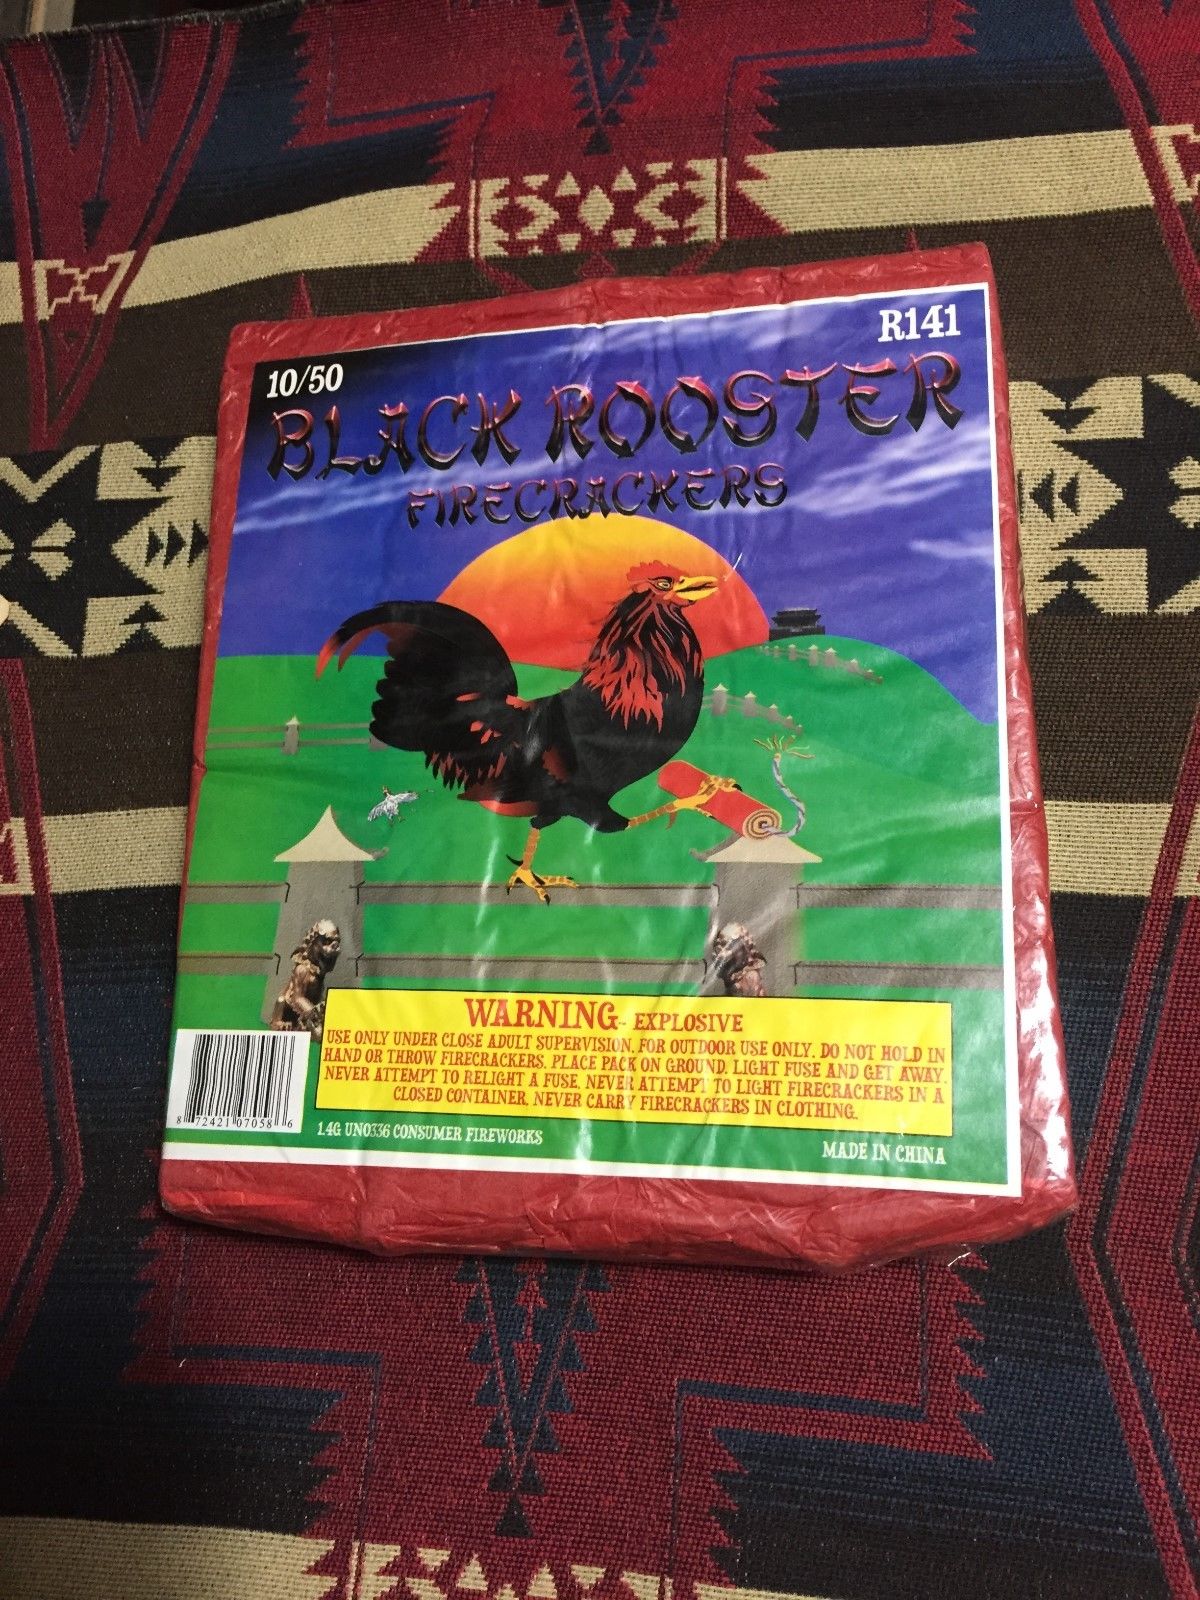 R141
10/50
BLACK ROOSTER
FIRECRACKERS
WARNING- EXPLOSIVE
USE ONLY UNDER CLOSE ADULT SUPERVISION. FOR OUTDOOR USE ONLY. DO NOT HOLD IN
HAND OR THROW FIRECRACKERS. PLACE PACK ON GROUND. LIGHT FUSE AND GET AWAY.
NEVER ATTEMPT TO RELIGHT A FUSE. NEVER ATTEMPT TO LIGHT FIRECRACKERS IN A
CLOSED CONTAINER. NEVER CARRY FIRECRACKERS IN CLOTHING.
8 72421 07058 6
1.4G UN0336 CONSUMER FIREWORKS
MADE IN CHINA